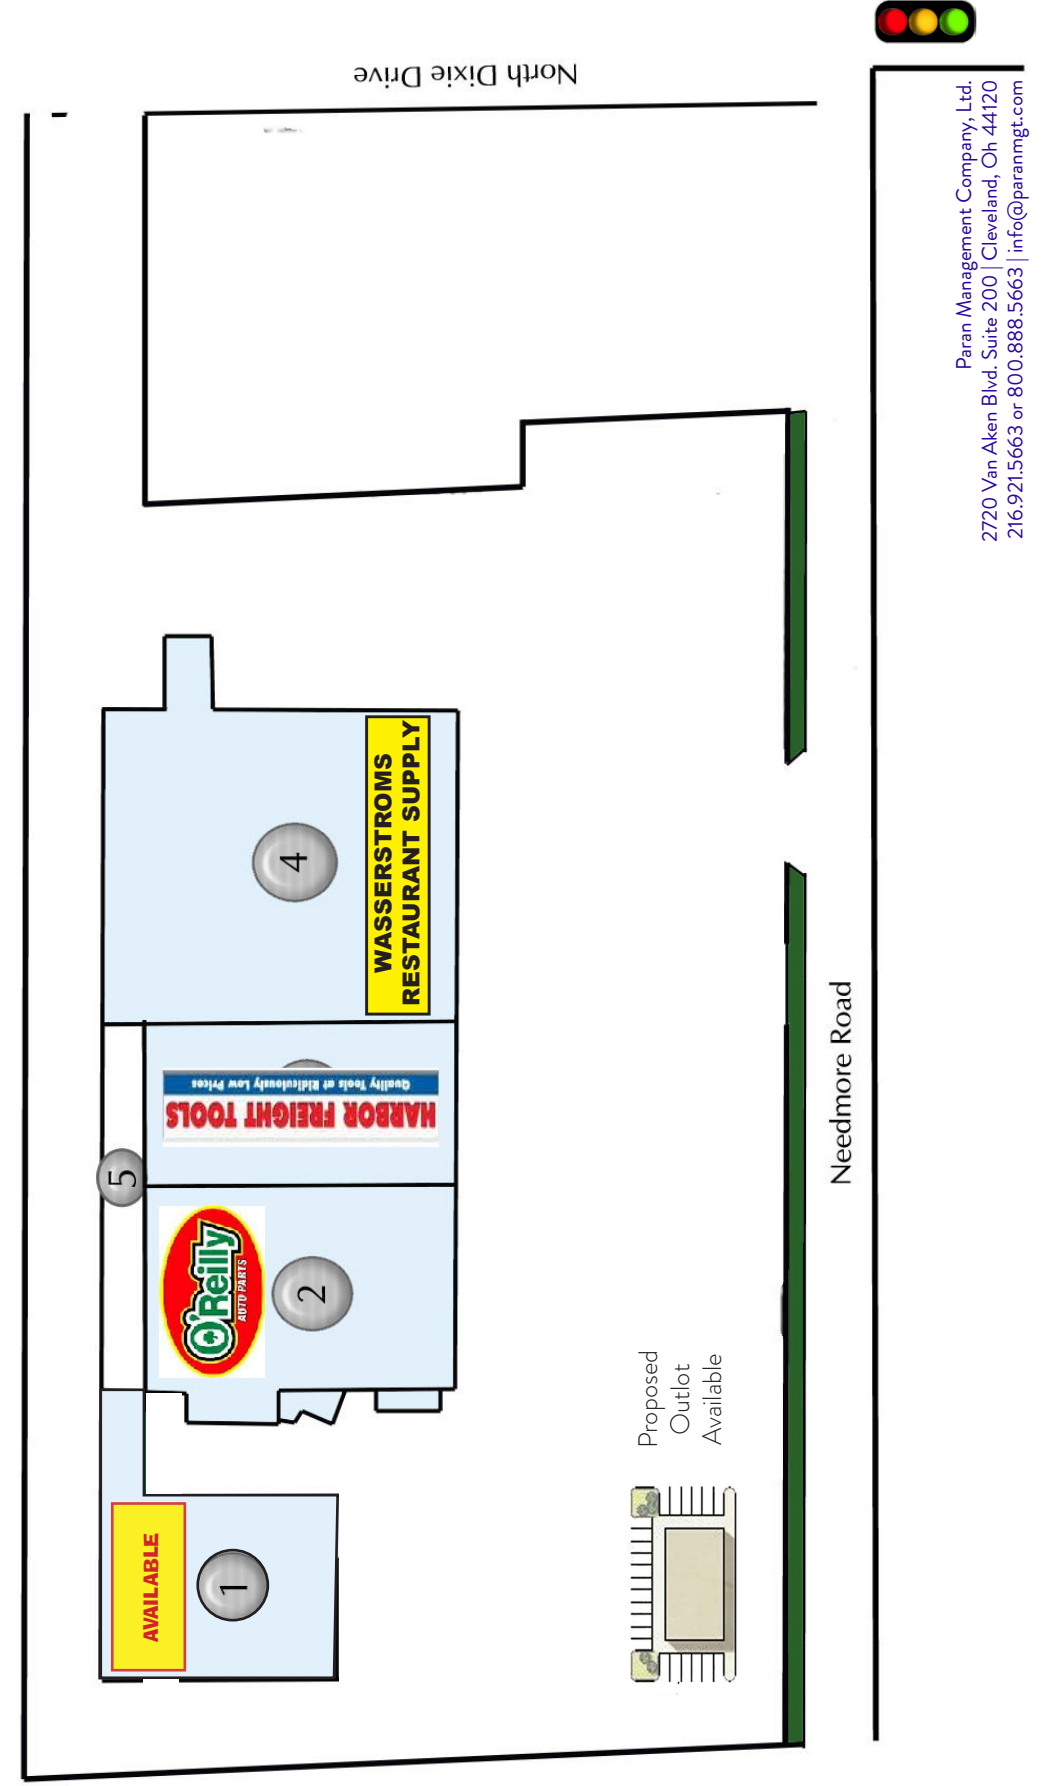 North Dixie Drive
Paran Management Company, Ltd.
2720 Van Aken Blvd. Suite 200 | Cleveland, Oh 44120
216.921.5663 or 800.888.5663 | info@paranmgt.com
4
WASSERSTROMS
RESTAURANT SUPPLY
HARBOR FREIGHT TOOLS
Quality Tools at Ridiculously Low Prices
5
O'Reilly
AUTO PARTS
2
AVAILABLE
1
Proposed
Outlot
Available
Needmore Road